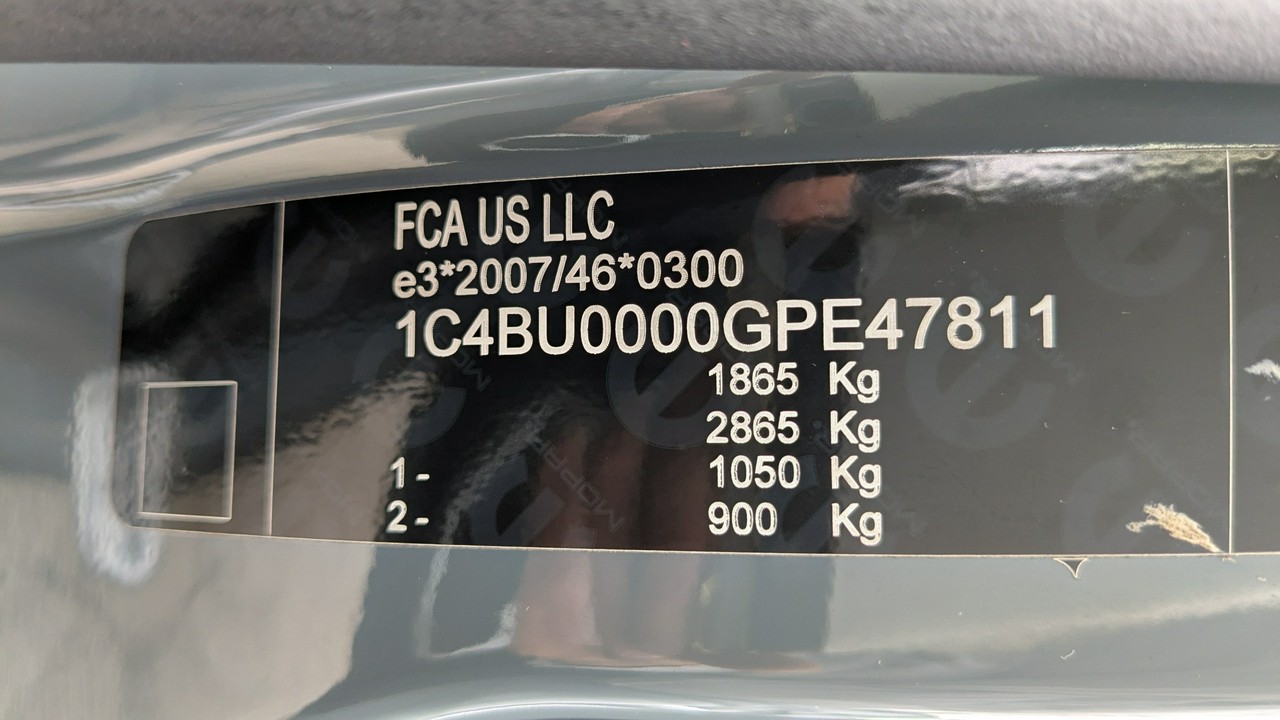 FCA US LLC
e3*2007/46*0300
1C4BU0000GPE47811
1865 Kg
2865 Kg
1- 1050 Kg
2- 900 Kg